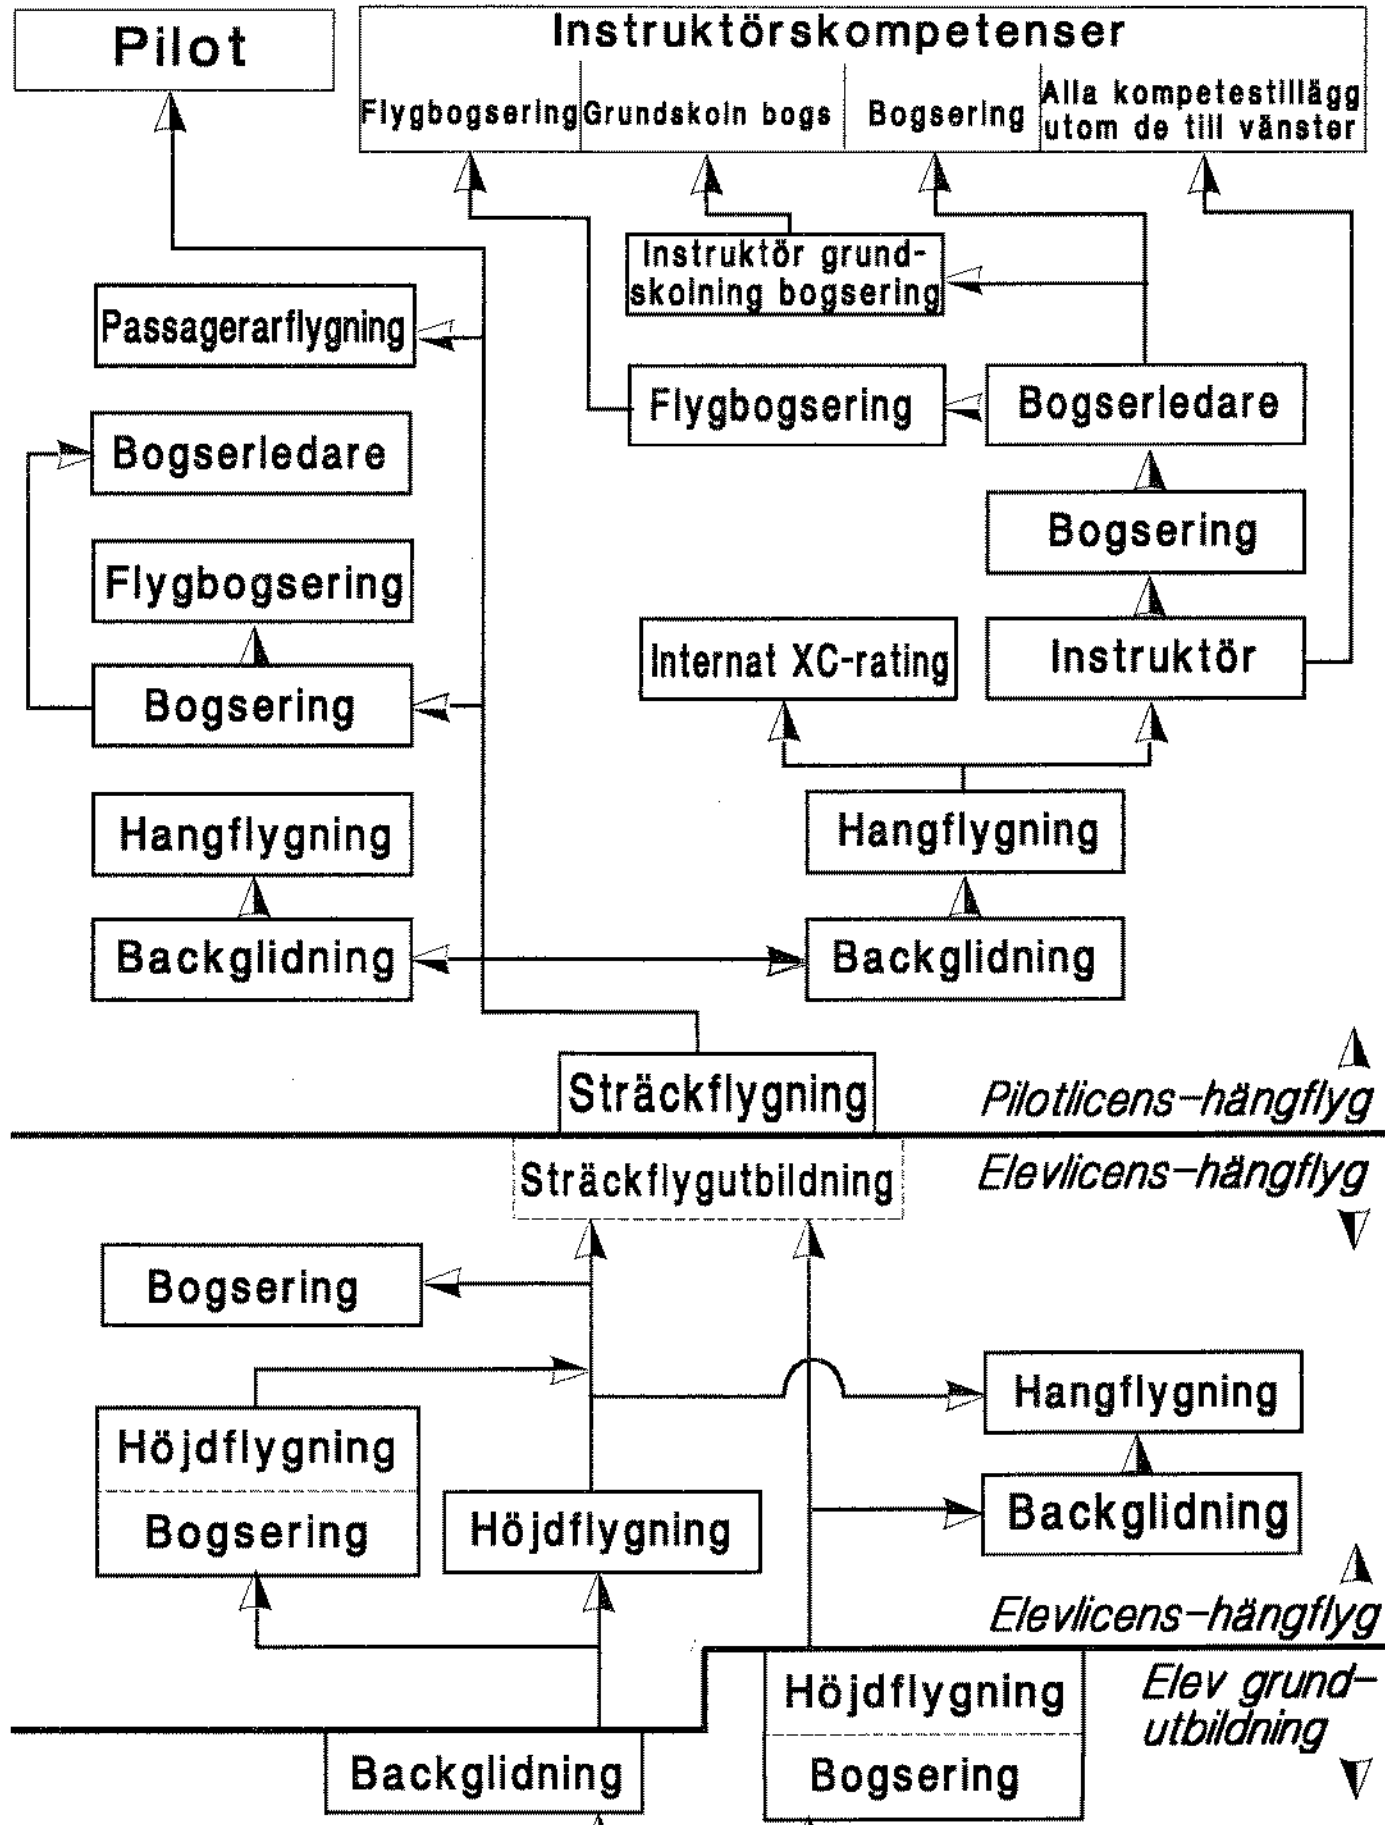 Pilot
Instruktörskompetenser
Flygbogsering
Grundskoln bogs
Bogsering
Alla kompetestillägg
utom de till vänster
Instruktör grund-
skolning bogsering
Passagerarflygning
Flygbogsering
Bogserledare
Bogserledare
Bogsering
Flygbogsering
Internat XC-rating
Instruktör
Bogsering
Hangflygning
Hangflygning
Backglidning
Backglidning
Sträckflygning
Pilotlicens-hängflyg
Sträckflygutbildning
Elevlicens-hängflyg
Bogsering
Hangflygning
Höjdflygning
Bogsering
Höjdflygning
Backglidning
Elevlicens-hängflyg
Höjdflygning
Bogsering
Elev grund-
utbildning
Backglidning